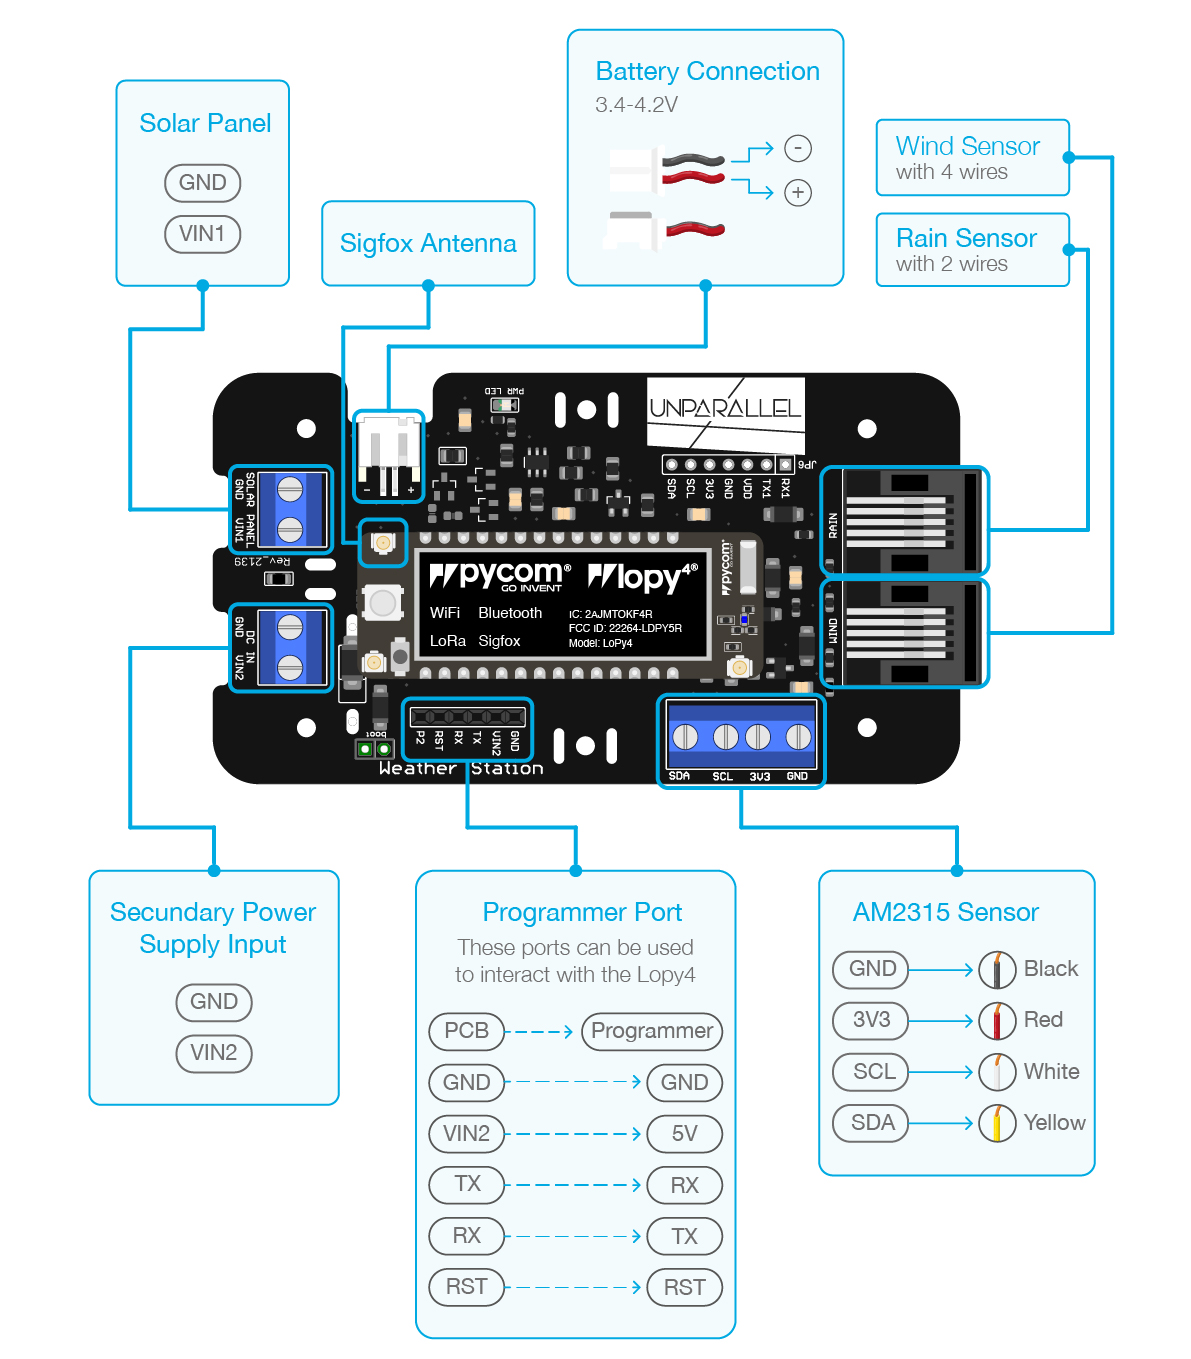 Battery Connection
3.4-4.2V
-
+
Solar Panel
GND
VIN1
Sigfox Antenna
Wind Sensor
with 4 wires
Rain Sensor
with 2 wires
PWR LED
UNPARALLEL
JP6
SDA
SCL
3V3
GND
VDD
TX1
RX1
- +
SOLAR PANEL
GND VIN1
Rev_2139
DC IN
GND VIN2
RAIN
WIND
pycom®
GO INVENT
lopy4®
WiFi Bluetooth
LoRa Sigfox
IC: 2AJMTOKF4R
FCC iD: 22264-LDPY5R
Model: LoPy4
pycom®
GO INVENT
boot
P2
RST
RX
TX
VIN2
GND
Weather Station
SDA SCL 3V3 GND
Secundary Power
Supply Input
GND
VIN2
Programmer Port
These ports can be used
to interact with the Lopy4
PCB Programmer
GND GND
VIN2 5V
TX RX
RX TX
RST RST
AM2315 Sensor
GND Black
3V3 Red
SCL White
SDA Yellow